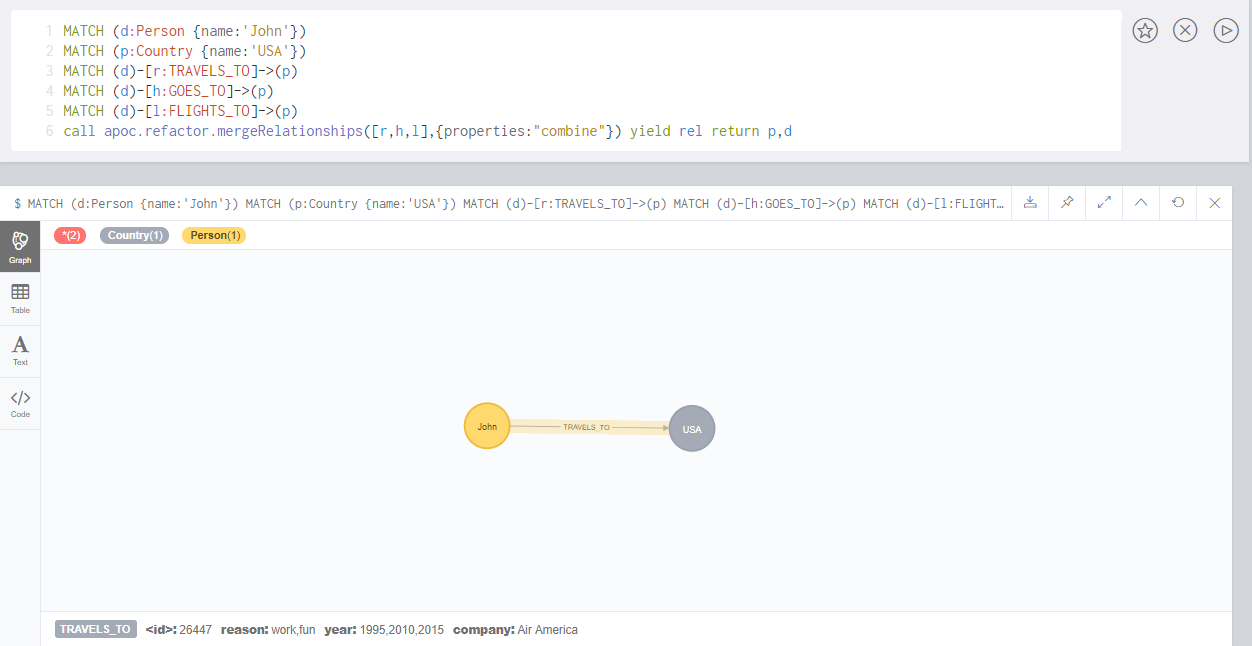 1 MATCH (d:Person {name:'John'})
2 MATCH (p:Country {name:'USA'})
3 MATCH (d)-[r:TRAVELS_TO]->(p)
4 MATCH (d)-[h:GOES_TO]->(p)
5 MATCH (d)-[l:FLIGHTS_TO]->(p)
6 call apoc.refactor.mergeRelationships([r,h,l],{properties:"combine"}) yield rel return p,d
$ MATCH (d:Person {name:'John'}) MATCH (p:Country {name:'USA'}) MATCH (d)-[r:TRAVELS_TO]->(p) MATCH (d)-[h:GOES_TO]->(p) MATCH (d)-[l:FLIGHT…
*(2) Country(1) Person(1)
Graph
Table
A
Text
</>
Code
John TRAVELS_TO USA
TRAVELS_TO <id>: 26447 reason: work,fun year: 1995,2010,2015 company: Air America